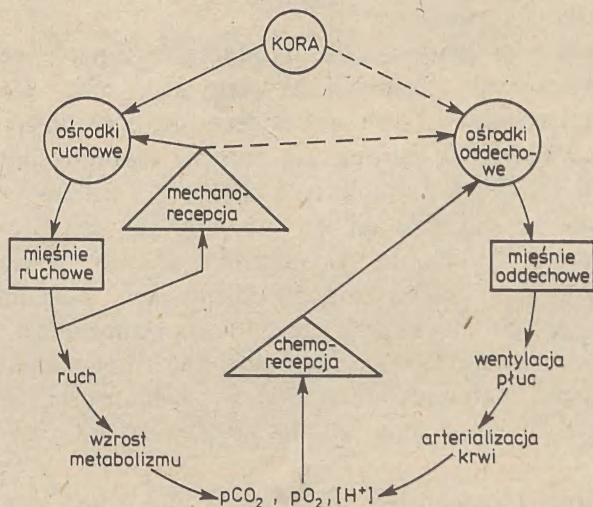 KORA
ośrodki
ruchowe
ośrodki
oddecho-
we
mechano-
recepcja
mięśnie
ruchowe
mięśnie
oddechowe
chemo-
recepcja
ruch
wentylacja
płuc
wzrost
metabolizmu
arterializacja
krwi
pCO₂ , pO₂,[H⁺]